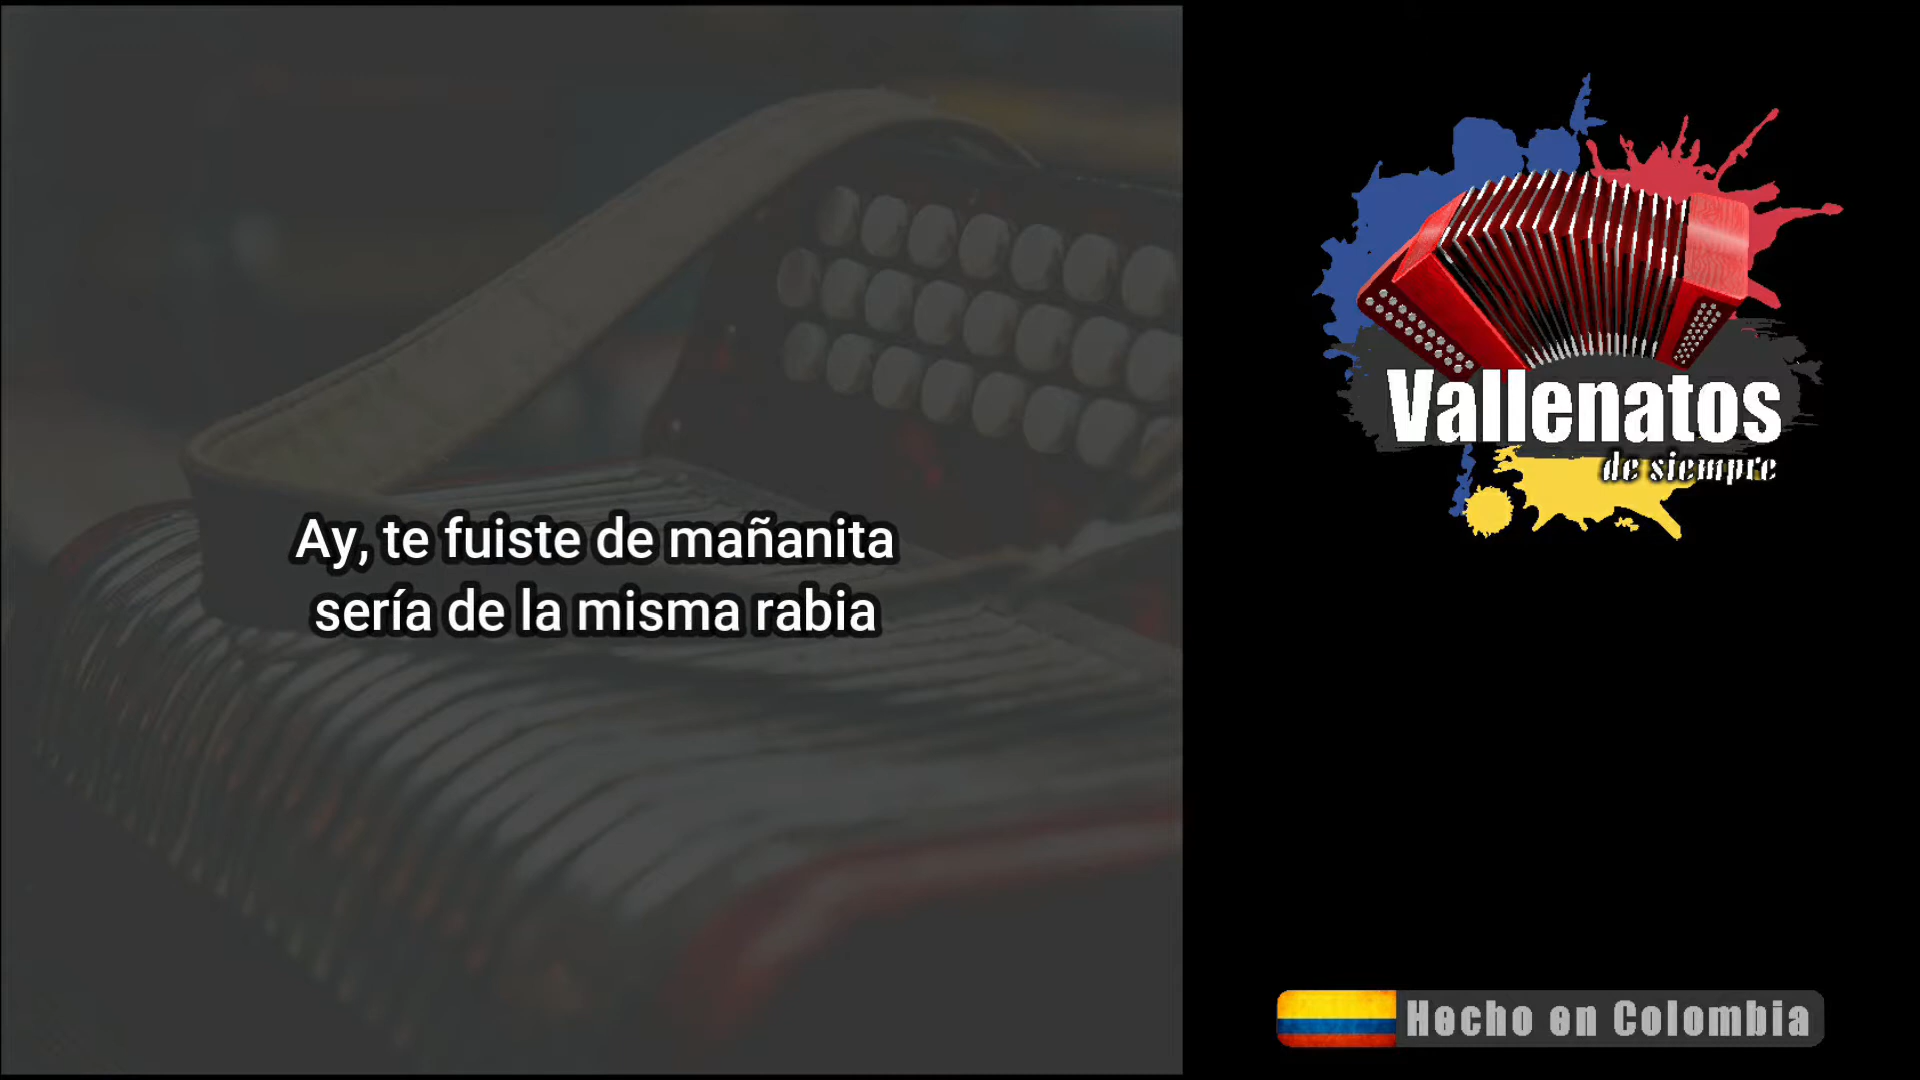 Ay, te fuiste de mañanita
sería de la misma rabia
Vallenatos
de siempre
Hecho en Colombia